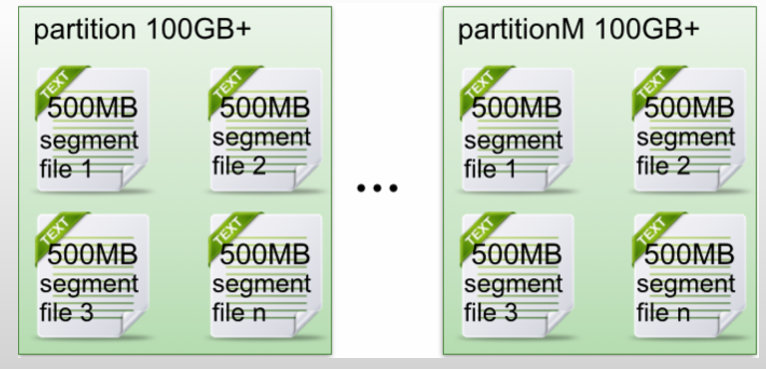 partition 100GB+
TEXT
500MB
segment
file 1
TEXT
500MB
segment
file 2
TEXT
500MB
segment
file 3
TEXT
500MB
segment
file n
...
partitionM 100GB+
TEXT
500MB
segment
file 1
TEXT
500MB
segment
file 2
TEXT
500MB
segment
file 3
TEXT
500MB
segment
file n